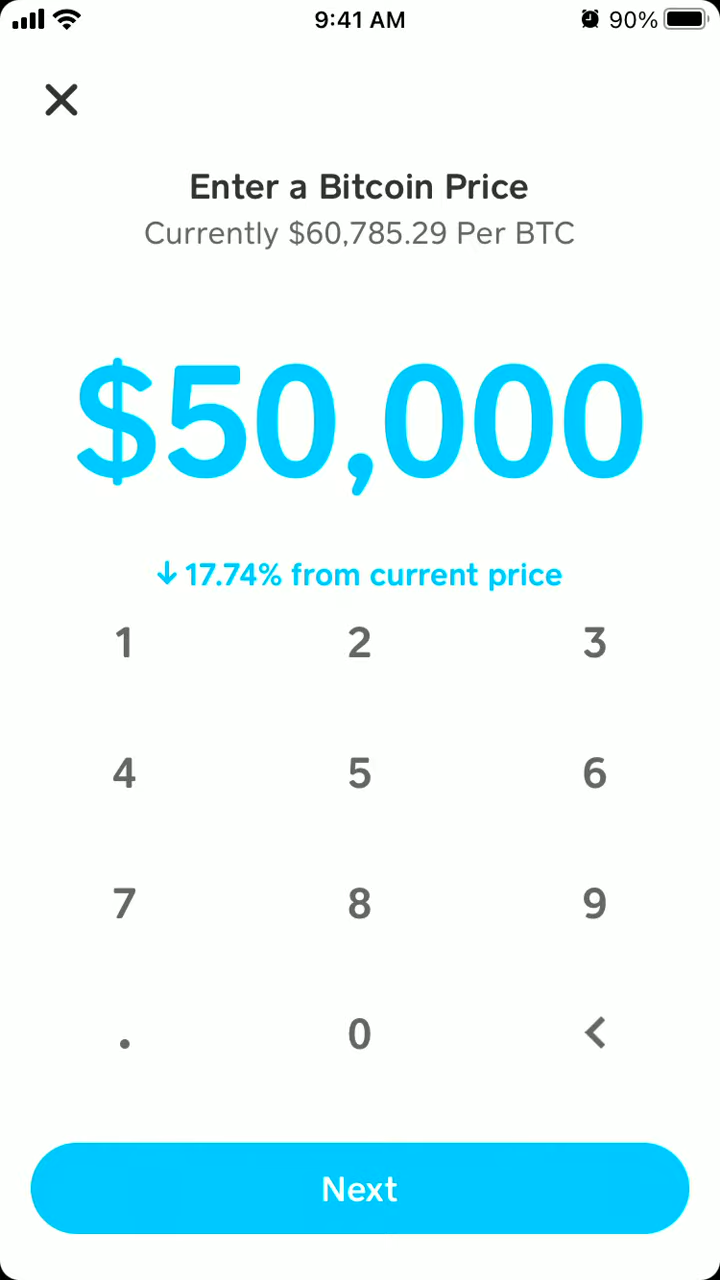 9:41 AM 90%
Enter a Bitcoin Price
Currently $60,785.29 Per BTC
$50,000
↓ 17.74% from current price
1 2 3
4 5 6
7 8 9
. 0 <
Next